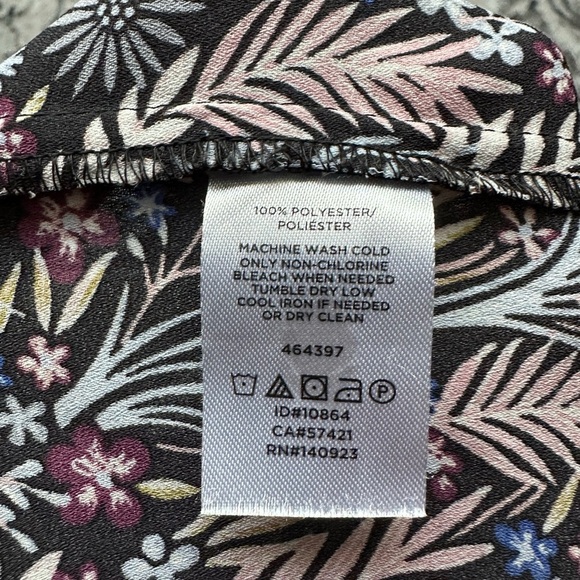 100% POLYESTER/
POLIÉSTER
MACHINE WASH COLD
ONLY NON-CHLORINE
BLEACH WHEN NEEDED
TUMBLE DRY LOW
COOL IRON IF NEEDED
OR DRY CLEAN
464397
P
ID#10864
CA#57421
RN#140923